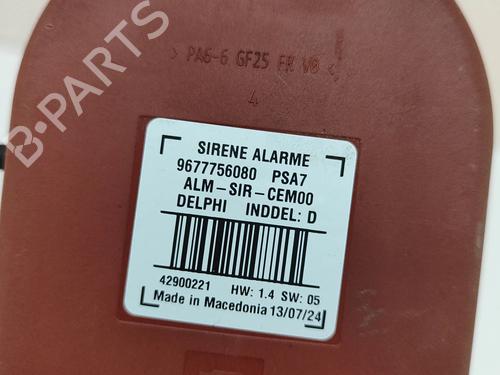 > PA6-6 GF25 FR V0 <
4
B-PARTS
SIRENE ALARME
9677756080 PSA7
ALM-SIR-CEM00
DELPHI INDDEL: D
42900221 HW: 1.4 SW: 05
Made in Macedonia 13/07/24